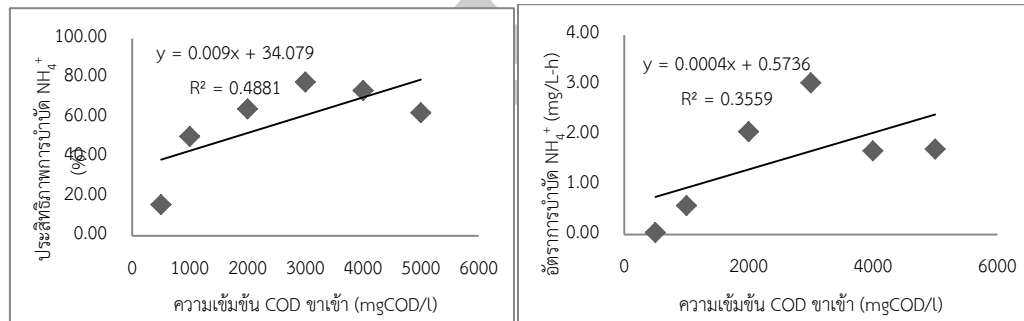 ประสิทธิภาพการบำบัด NH₄⁺
(%)
100.00
80.00
60.00
40.00
20.00
0.00
y = 0.009x + 34.079
R² = 0.4881
0 1000 2000 3000 4000 5000 6000
ความเข้มข้น COD ขาเข้า (mgCOD/l)
อัตราการบำบัด NH₄⁺ (mg/L-h)
4.00
3.00
2.00
1.00
0.00
y = 0.0004x + 0.5736
R² = 0.3559
0 2000 4000 6000
ความเข้มข้น COD ขาเข้า (mgCOD/l)